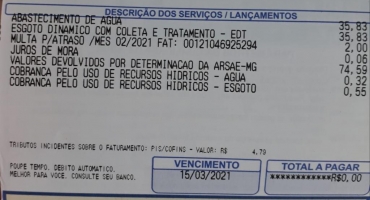 DESCRIÇÃO DOS SERVIÇOS / LANÇAMENTOS
ABASTECIMENTO DE AGUA 35,83
ESGOTO DINAMICO COM COLETA E TRATAMENTO - EDT 35,83
MULTA P/ATRASO /MES 02/2021 FAT: 00121046925294 2,00
JUROS DE MORA 0,06
VALORES DEVOLVIDOS POR DETERMINACAO DA ARSAE-MG 74,59
COBRANCA PELO USO DE RECURSOS HIDRICOS - AGUA 0,32
COBRANCA PELO USO DE RECURSOS HIDRICOS - ESGOTO 0,55
TRIBUTOS INCIDENTES SOBRE O FATURAMENTO: PIS/COFINS - VALOR: R$ 4,79
POUPE TEMPO. DEBITO AUTOMATICO.
MELHOR PARA VOCE. CONSULTE SEU BANCO.
VENCIMENTO
15/03/2021
TOTAL A PAGAR
************R$0,00